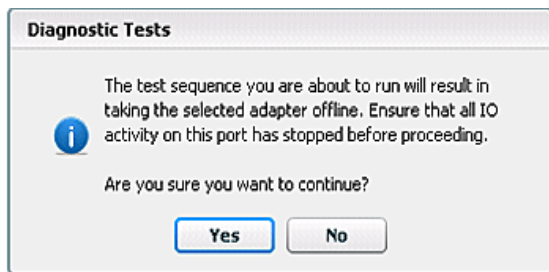 Diagnostic Tests
The test sequence you are about to run will result in
taking the selected adapter offline. Ensure that all IO
activity on this port has stopped before proceeding.
Are you sure you want to continue?
Yes No